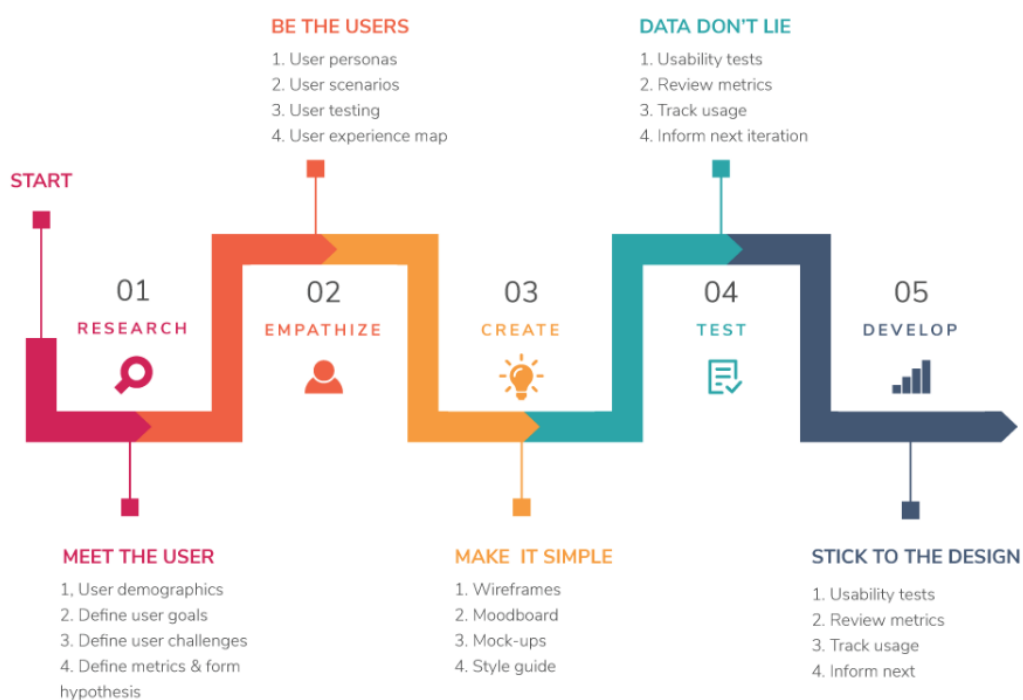 BE THE USERS
1. User personas
2. User scenarios
3. User testing
4. User experience map
DATA DON'T LIE
1. Usability tests
2. Review metrics
3. Track usage
4. Inform next iteration
START
01
RESEARCH
02
EMPATHIZE
03
CREATE
04
TEST
05
DEVELOP
MEET THE USER
1, User demographics
2. Define user goals
3. Define user challenges
4. Define metrics & form
hypothesis
MAKE IT SIMPLE
1. Wireframes
2. Moodboard
3. Mock-ups
4. Style guide
STICK TO THE DESIGN
1. Usability tests
2. Review metrics
3. Track usage
4. Inform next